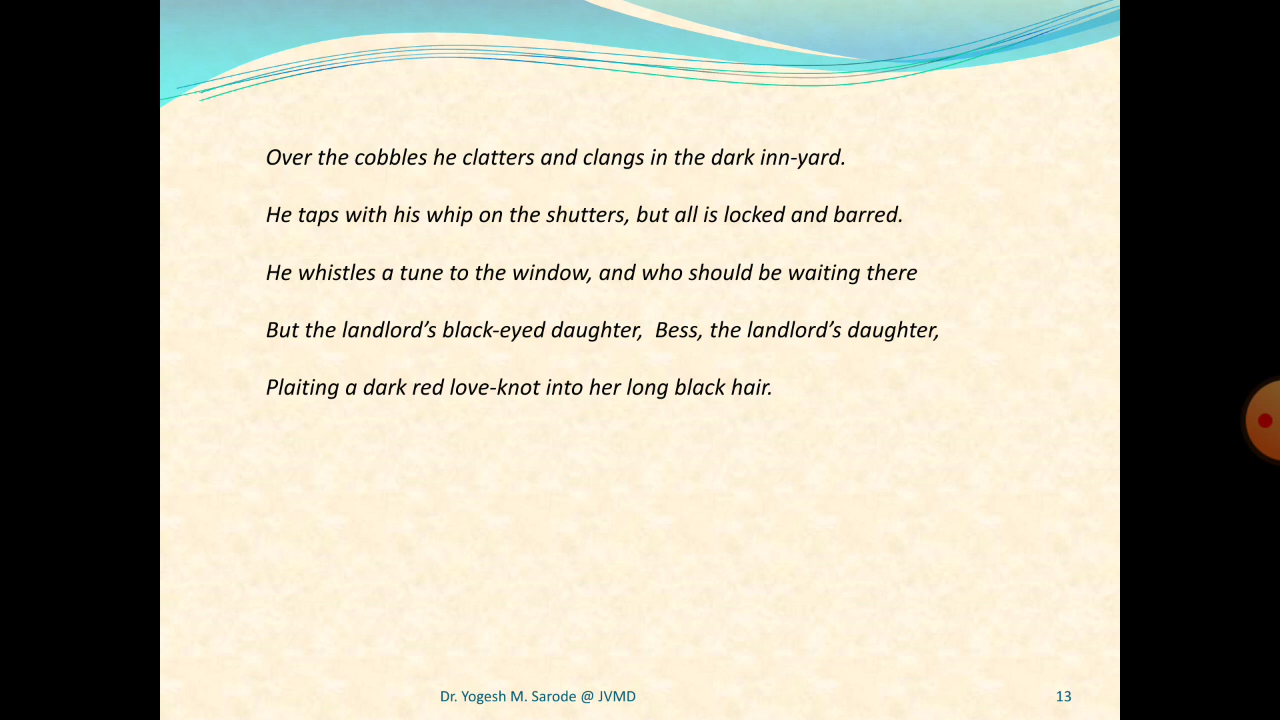 Over the cobbles he clatters and clangs in the dark inn-yard.
He taps with his whip on the shutters, but all is locked and barred.
He whistles a tune to the window, and who should be waiting there
But the landlord’s black-eyed daughter,  Bess, the landlord’s daughter,
Plaiting a dark red love-knot into her long black hair.
Dr. Yogesh M. Sarode @ JVMD 13